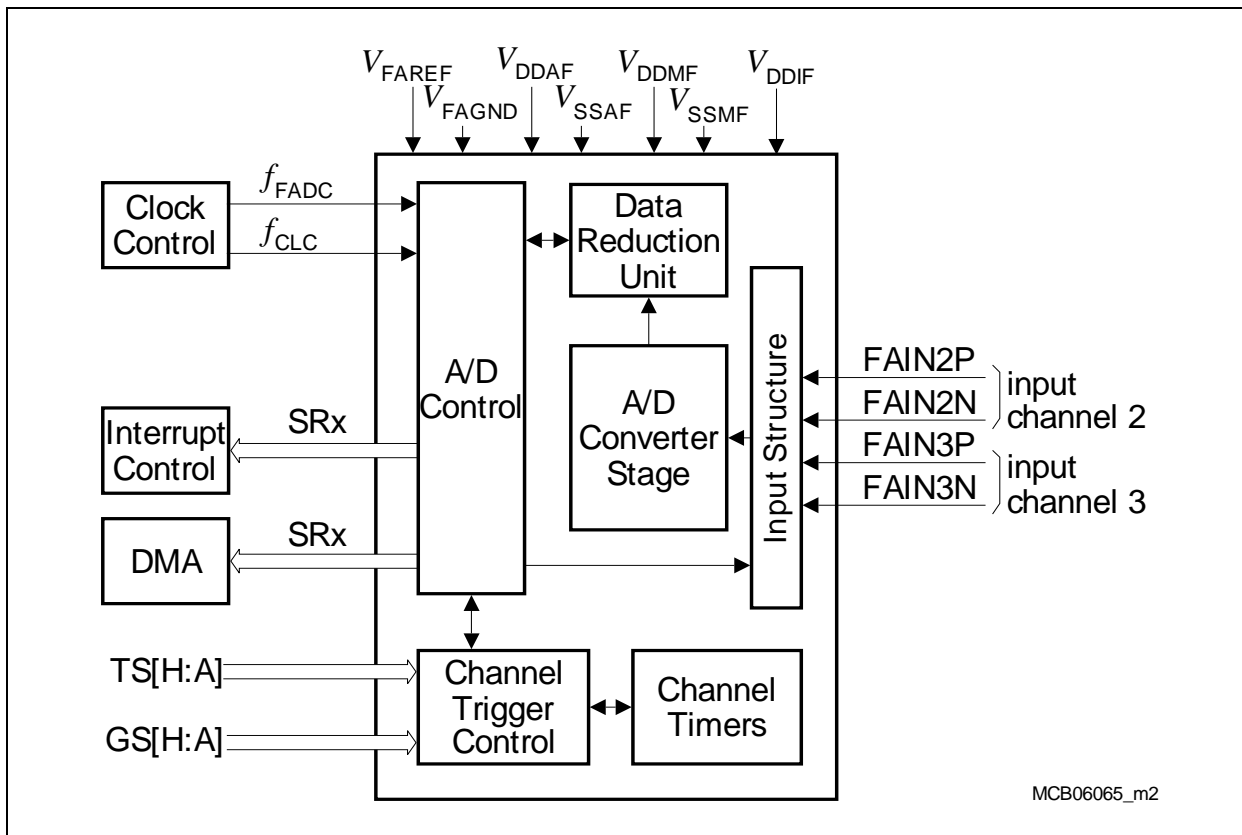 VFAREF
VDDAF
VDDMF
VDDIF
VFAGND
VSSAF
VSSMF
Clock
Control
fFADC
fCLC
A/D
Control
Data
Reduction
Unit
A/D
Converter
Stage
Input Structure
FAIN2P
FAIN2N
input
channel 2
FAIN3P
FAIN3N
input
channel 3
Interrupt
Control
SRx
DMA
SRx
TS[H:A]
GS[H:A]
Channel
Trigger
Control
Channel
Timers
MCB06065_m2